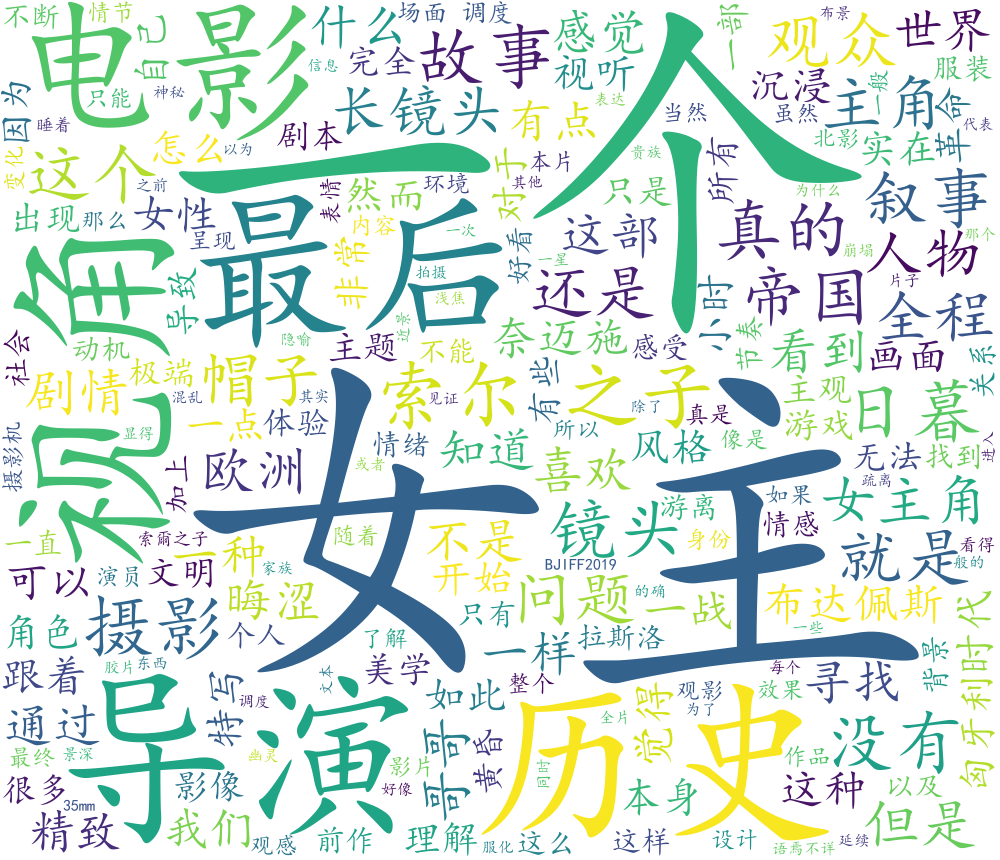 不断
情节
电影
什么
场面 调度
感觉
一部
布景
观众
世界
自己
只能
神秘
信息
完全
故事
视听
表达
沉浸
服装
因为
睡着
剧本
长镜头
有点
当然
虽然
主角
一般
革命
代表
变化
这个
怎么
以为
一个
对于
本片
贵族
所有
北影
实在
之前
表情
然而
环境
其他
只是
为什么
叙事
出现
那么
女性
呈现
内容
一次
好看
这部
真的
崩塌
那个
人物
视角
导致
最后
非常
拍摄
浅焦
一星
还是
小时
帝国
片子
全程
社会
动机
隐喻
近景
主题
不能
奈迈施
感受
节奏
看到
画面
关系
剧情
极端
混乱
帽子
其实
索尔
见证
有些
之子
除了
真是
主观
日暮
显得
一点
体验
情绪
知道
所以
风格
像是
游戏
无法
找到
进入
摄影机
加上
欧洲
或者
喜欢
疏离
女主
镜头
游离
如果
情感
女主角
一直
索爾之子
一种
随着
不是
BJIFF2019
身份
就是
看得
般的
可以
演员
文明
家族
开始
问题
的确
一战
布达佩斯
角色
摄影
晦涩
个人
了解
只有
一样
拉斯洛
一些
匈牙利
时代
跟着
胶片
东西
特写
调度
美学
文本
如此
整个
观影
为了
每个
寻找
背景
通过
导演
哥哥
黄昏
历史
全片
觉得
效果
没有
最终
景深
幽灵
影片
好像
同时
作品
很多
35mm
影像
本身
这种
以及
精致
我们
观感
前作
理解
服化
这么
这样
设计
语焉不详
延续
但是